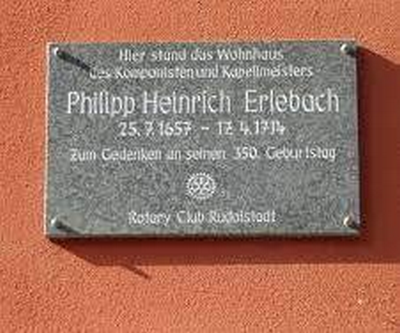 Hier stand das Wohnhaus
des Komponisten und Kapellmeisters
Philipp Heinrich Erlebach
25. 7. 1657 – 17. 4. 1714
Zum Gedenken an seinen 350. Geburtstag
Rotary Club Rudolstadt